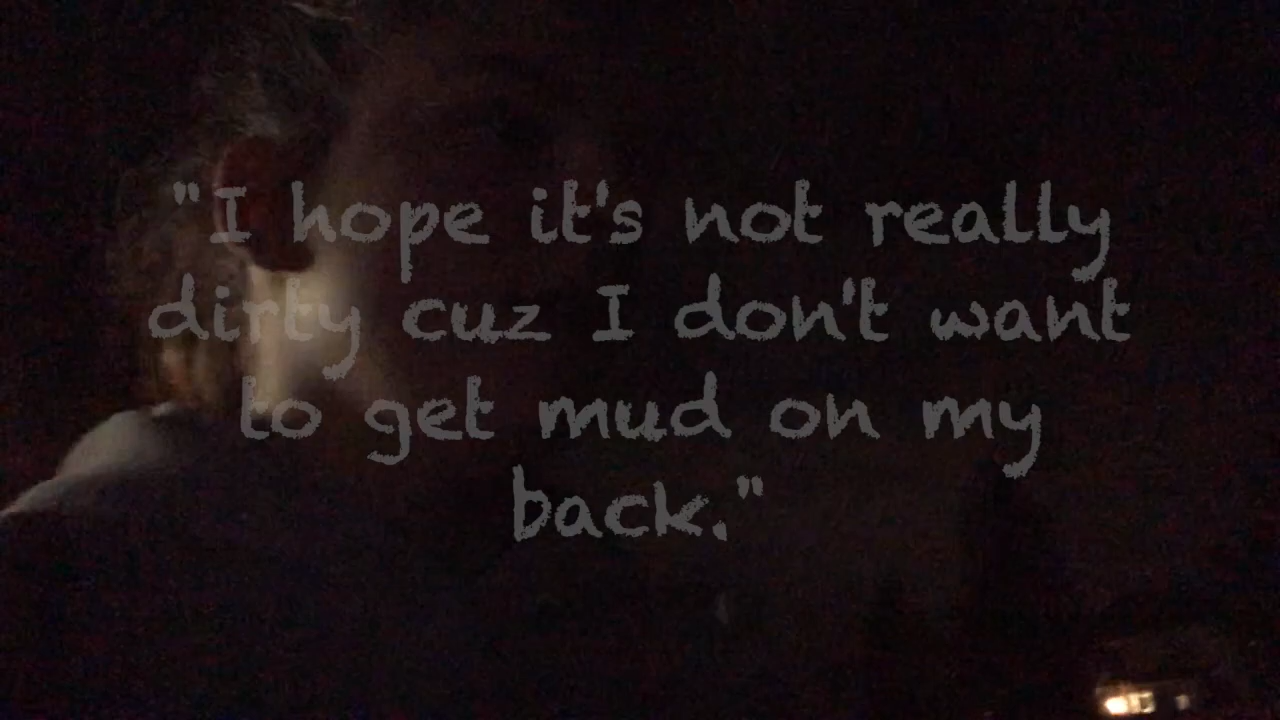 "I hope it's not really
dirty cuz I don't want
to get mud on my
back."